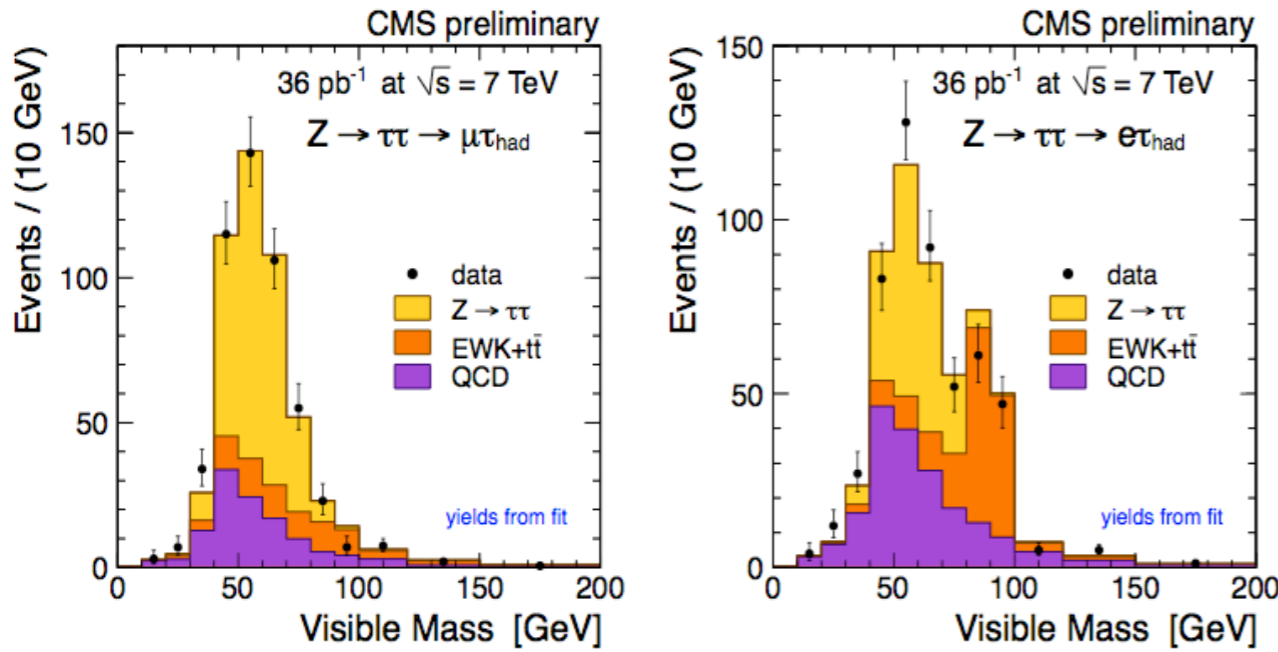 CMS preliminary
36 pb⁻¹ at √s = 7 TeV
Z → ττ → μτhad
data
Z → ττ
EWK+tt̄
QCD
yields from fit
Events / (10 GeV)
150
100
50
0
0 50 100 150 200
Visible Mass [GeV]
CMS preliminary
36 pb⁻¹ at √s = 7 TeV
Z → ττ → eτhad
data
Z → ττ
EWK+tt̄
QCD
yields from fit
Events / (10 GeV)
150
100
50
0
0 50 100 150 200
Visible Mass [GeV]